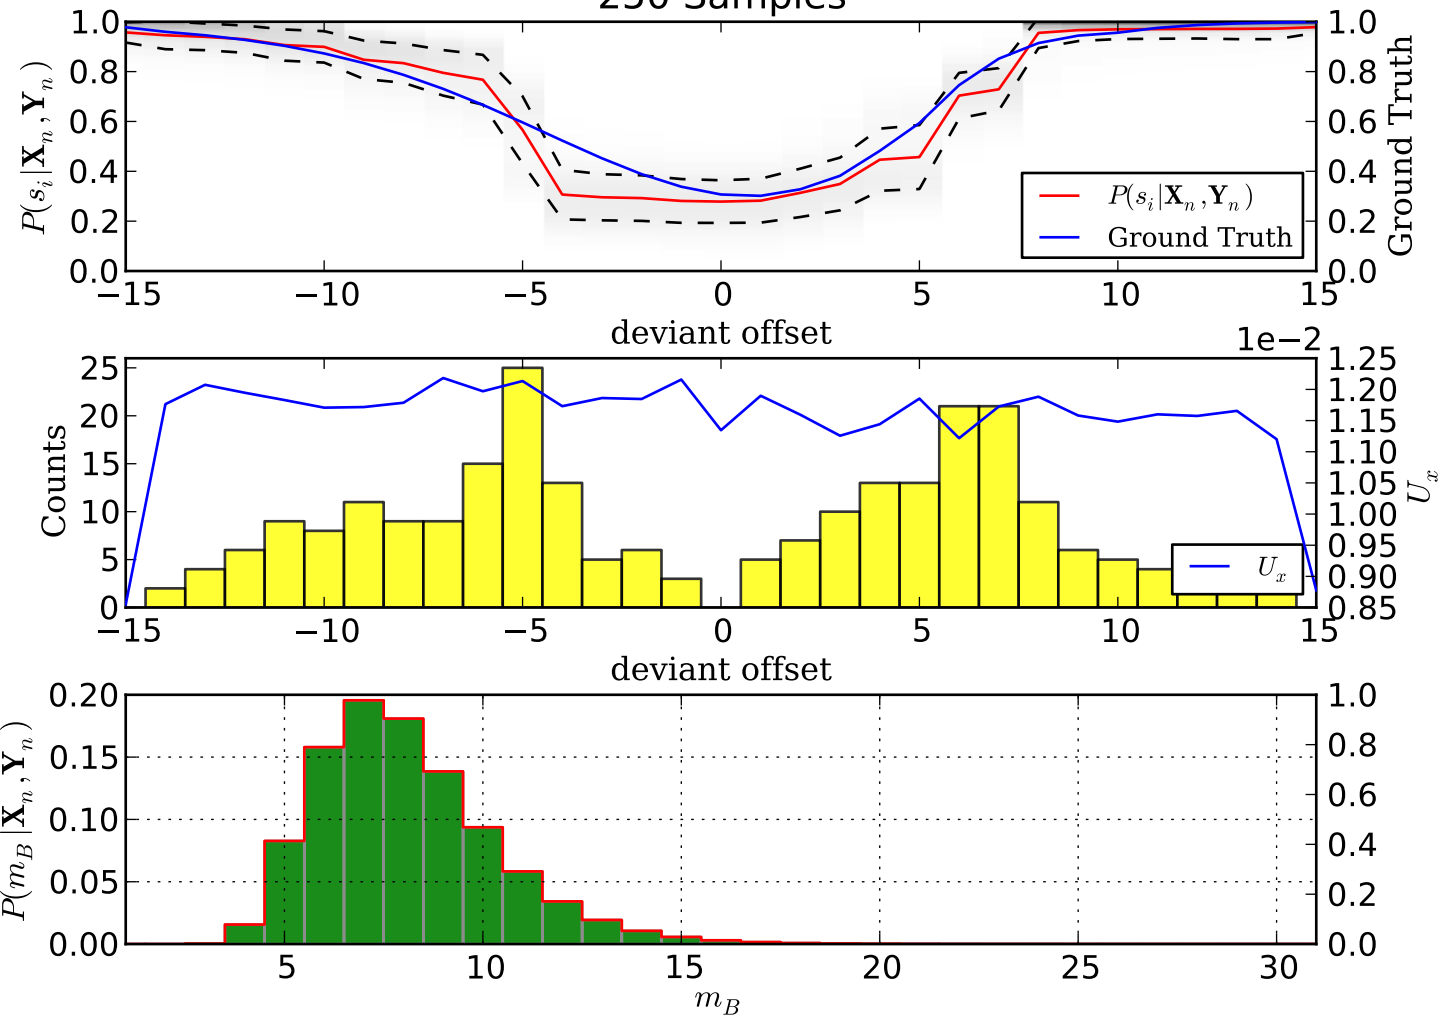 250 Samples
1.0 0.8 0.6 0.4 0.2 0.0
P(s_i|X_n,Y_n)
1.0 0.8 0.6 0.4 0.2 0.0
Ground Truth
P(s_i|X_n,Y_n)
Ground Truth
−15 −10 −5 0 5 10 15
deviant offset
1e−2
25 20 15 10 5 0
Counts
1.25 1.20 1.15 1.10 1.05 1.00 0.95 0.90 0.85
U_x
U_x
−15 −10 −5 0 5 10 15
deviant offset
0.20 0.15 0.10 0.05 0.00
P(m_B|X_n,Y_n)
1.0 0.8 0.6 0.4 0.2 0.0
5 10 15 20 25 30
m_B